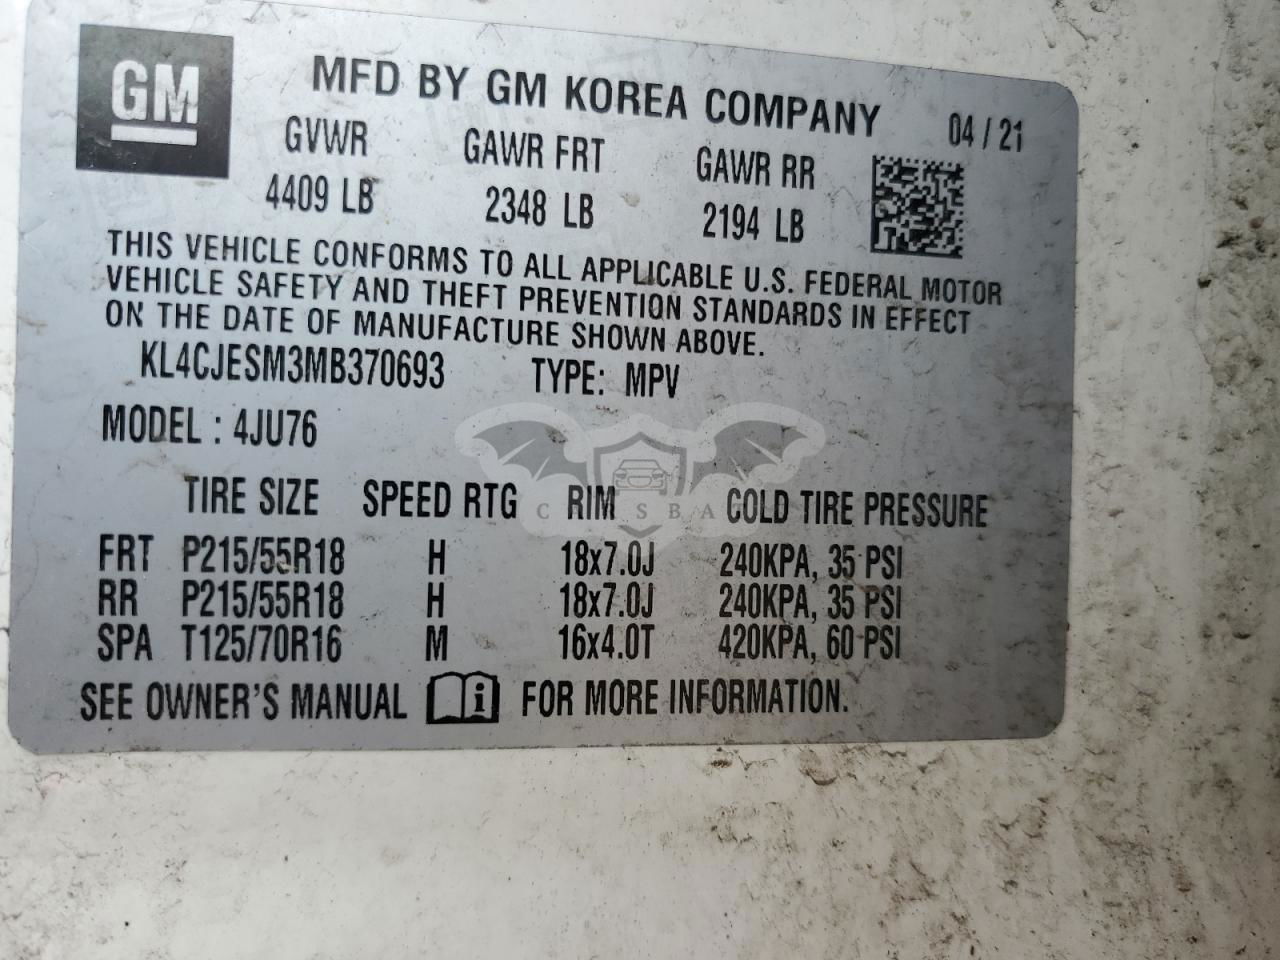 GM
MFD BY GM KOREA COMPANY 04 / 21
GVWR GAWR FRT GAWR RR
4409 LB 2348 LB 2194 LB
THIS VEHICLE CONFORMS TO ALL APPLICABLE U.S. FEDERAL MOTOR
VEHICLE SAFETY AND THEFT PREVENTION STANDARDS IN EFFECT
ON THE DATE OF MANUFACTURE SHOWN ABOVE.
KL4CJESM3MB370693 TYPE: MPV
MODEL : 4JU76
TIRE SIZE SPEED RTG RIM COLD TIRE PRESSURE
FRT P215/55R18 H 18x7.0J 240KPA, 35 PSI
RR P215/55R18 H 18x7.0J 240KPA, 35 PSI
SPA T125/70R16 M 16x4.0T 420KPA, 60 PSI
SEE OWNER'S MANUAL i FOR MORE INFORMATION.